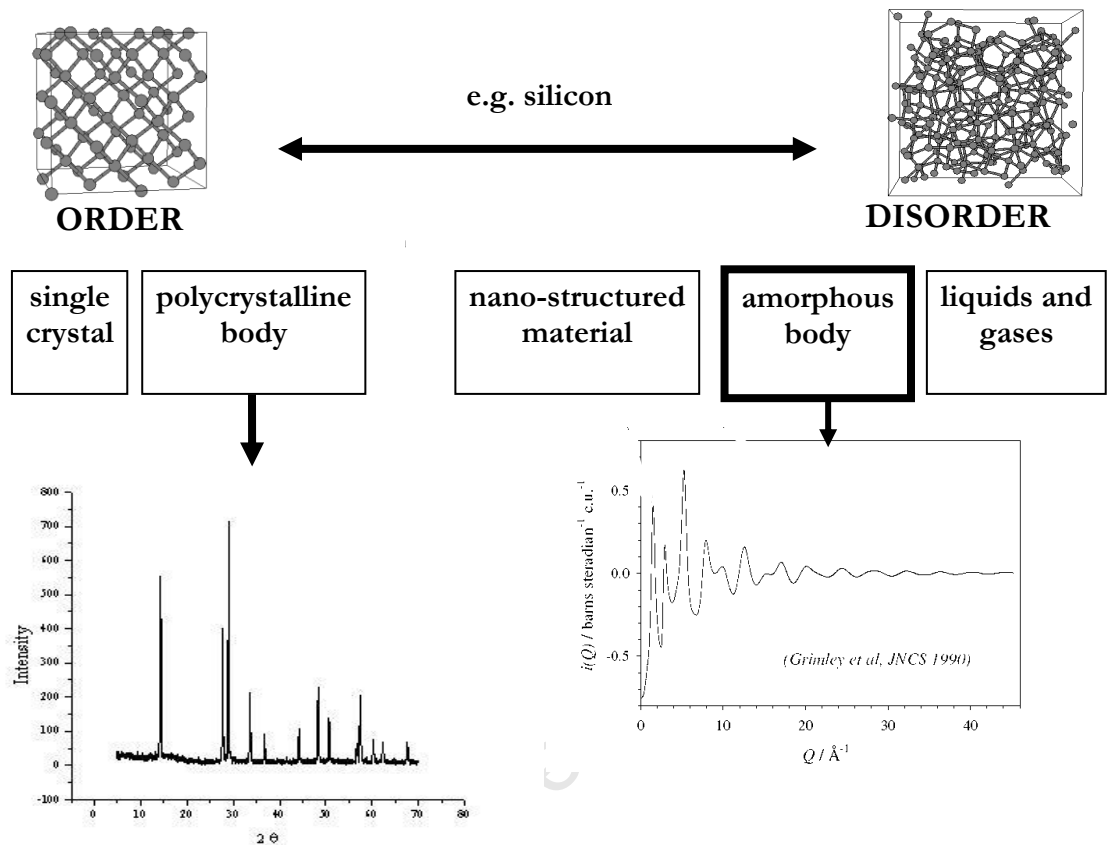 e.g. silicon
ORDER
DISORDER
single
crystal
polycrystalline
body
nano-structured
material
amorphous
body
liquids and
gases
800
700
600
500
400
300
200
100
0
-100
Intensity
0
10
20
30
40
50
60
70
80
2 θ
0.5
0.0
-0.5
i(Q) / barns steradian⁻¹ c.u.⁻¹
(Grimley et al, JNCS 1990)
0
10
20
30
40
Q / Å⁻¹